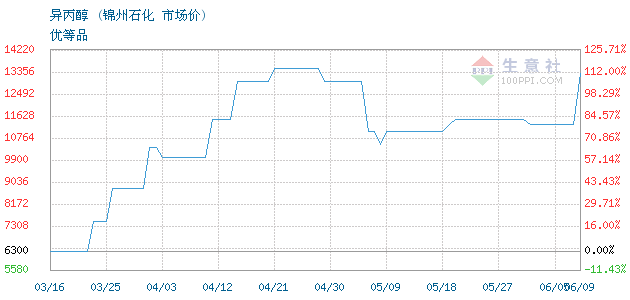 异丙醇 (锦州石化 市场价)
优等品
14220 125.71%
13356 112.00%
12492 98.29%
11628 84.57%
10764 70.86%
9900 57.14%
9036 43.43%
8172 29.71%
7308 16.00%
6300 0.00%
5580 -11.43%
生意社
100PPI.COM
03/16 03/25 04/03 04/12 04/21 04/30 05/09 05/18 05/27 06/05 06/09